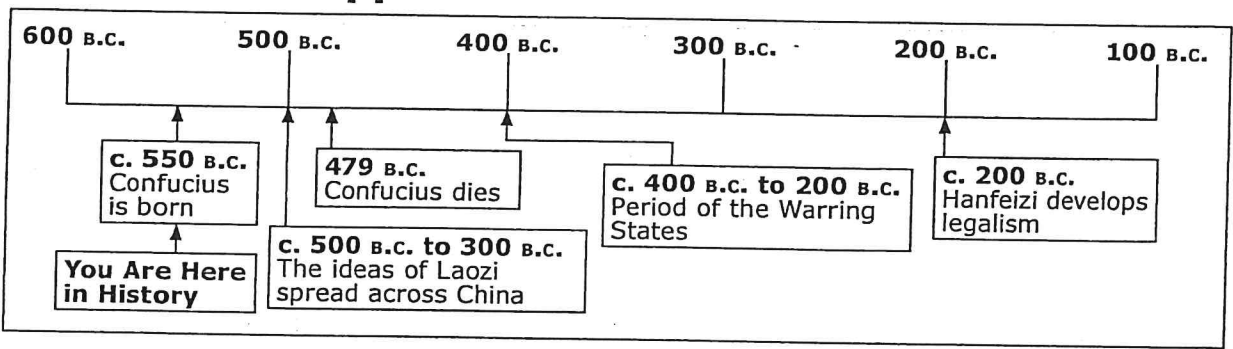 600 B.C. 500 B.C. 400 B.C. 300 B.C. 200 B.C. 100 B.C.
c. 550 B.C.
Confucius
is born
You Are Here
in History
c. 500 B.C. to 300 B.C.
The ideas of Laozi
spread across China
479 B.C.
Confucius dies
c. 400 B.C. to 200 B.C.
Period of the Warring
States
c. 200 B.C.
Hanfeizi develops
legalism